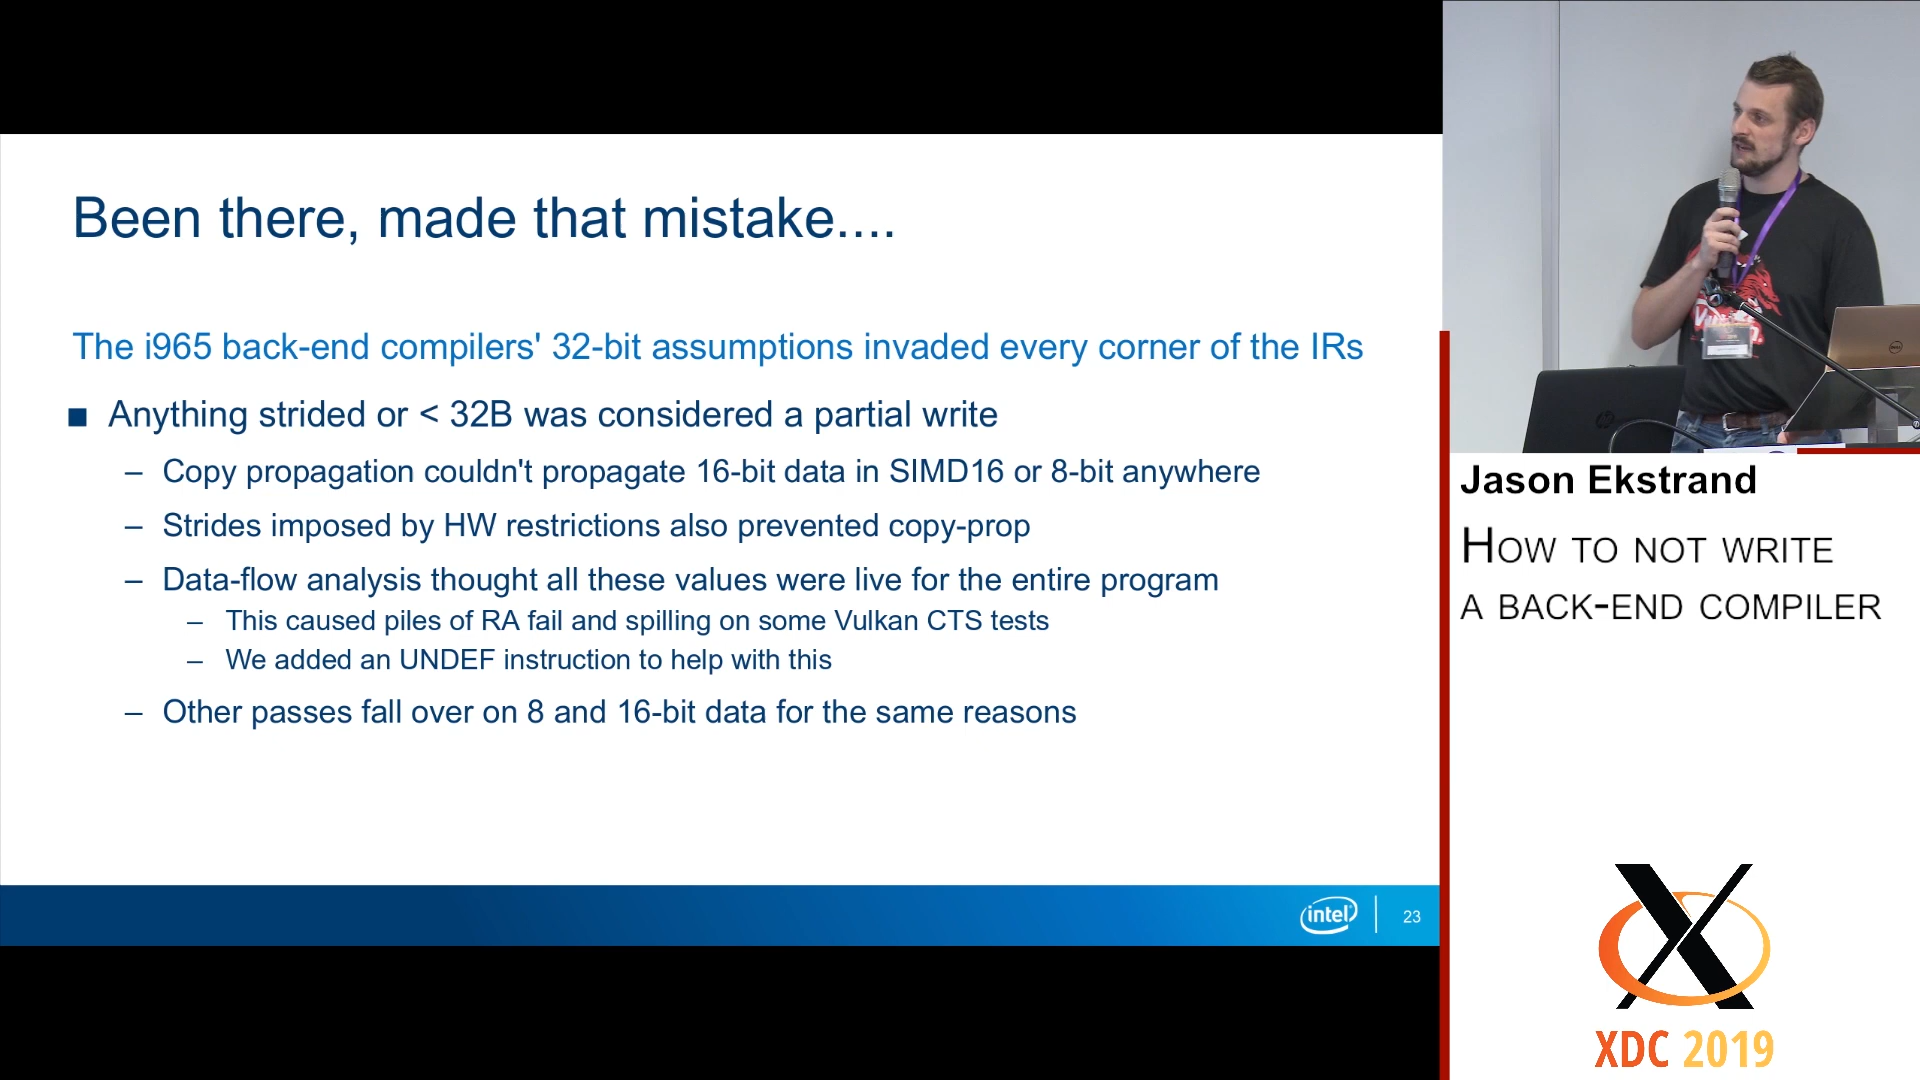 Been there, made that mistake....
The i965 back-end compilers' 32-bit assumptions invaded every corner of the IRs
■ Anything strided or < 32B was considered a partial write
– Copy propagation couldn't propagate 16-bit data in SIMD16 or 8-bit anywhere
– Strides imposed by HW restrictions also prevented copy-prop
– Data-flow analysis thought all these values were live for the entire program
– This caused piles of RA fail and spilling on some Vulkan CTS tests
– We added an UNDEF instruction to help with this
– Other passes fall over on 8 and 16-bit data for the same reasons
intel
23
Jason Ekstrand
How to not write
a back-end compiler
XDC 2019